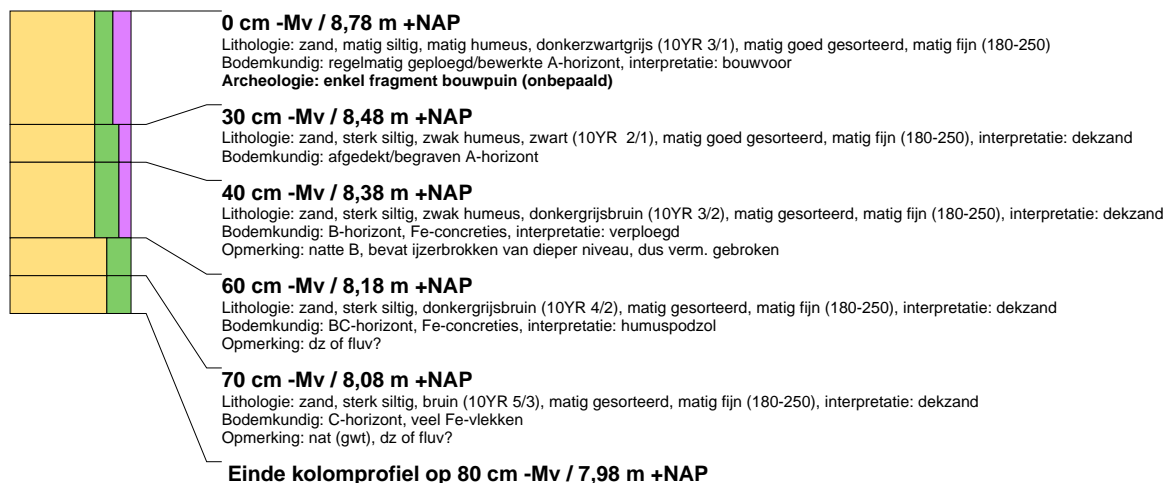 0 cm -Mv / 8,78 m +NAP
Lithologie: zand, matig siltig, matig humeus, donkerzwartgrijs (10YR 3/1), matig goed gesorteerd, matig fijn (180-250)
Bodemkundig: regelmatig geploegd/bewerkte A-horizont, interpretatie: bouwvoor
Archeologie: enkel fragment bouwpuin (onbepaald)
30 cm -Mv / 8,48 m +NAP
Lithologie: zand, sterk siltig, zwak humeus, zwart (10YR 2/1), matig goed gesorteerd, matig fijn (180-250), interpretatie: dekzand
Bodemkundig: afgedekt/begraven A-horizont
40 cm -Mv / 8,38 m +NAP
Lithologie: zand, sterk siltig, zwak humeus, donkergrijsbruin (10YR 3/2), matig gesorteerd, matig fijn (180-250), interpretatie: dekzand
Bodemkundig: B-horizont, Fe-concreties, interpretatie: verploegd
Opmerking: natte B, bevat ijzerbrokken van dieper niveau, dus verm. gebroken
60 cm -Mv / 8,18 m +NAP
Lithologie: zand, sterk siltig, donkergrijsbruin (10YR 4/2), matig gesorteerd, matig fijn (180-250), interpretatie: dekzand
Bodemkundig: BC-horizont, Fe-concreties, interpretatie: humuspodzol
Opmerking: dz of fluv?
70 cm -Mv / 8,08 m +NAP
Lithologie: zand, sterk siltig, bruin (10YR 5/3), matig gesorteerd, matig fijn (180-250), interpretatie: dekzand
Bodemkundig: C-horizont, veel Fe-vlekken
Opmerking: nat (gwt), dz of fluv?
Einde kolomprofiel op 80 cm -Mv / 7,98 m +NAP